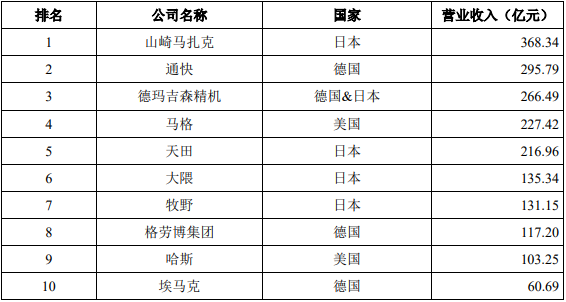 排名 公司名称 国家 营业收入（亿元）
1 山崎马扎克 日本 368.34
2 通快 德国 295.79
3 德玛吉森精机 德国&日本 266.49
4 马格 美国 227.42
5 天田 日本 216.96
6 大隈 日本 135.34
7 牧野 日本 131.15
8 格劳博集团 德国 117.20
9 哈斯 美国 103.25
10 埃马克 德国 60.69